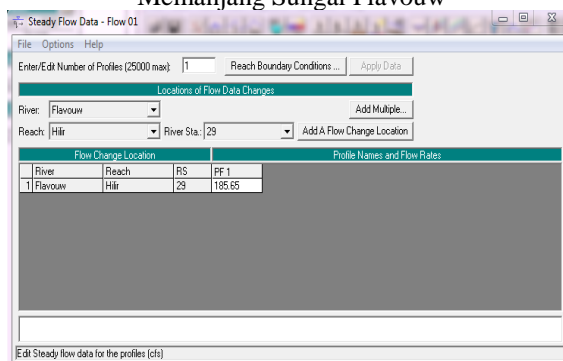 Memanjang Sungai Flavouw
Steady Flow Data - Flow 01
File Options Help
Enter/Edit Number of Profiles (25000 max): 1 Reach Boundary Conditions ... Apply Data
Locations of Flow Data Changes
River: Flavouw Add Multiple...
Reach: Hilir River Sta.: 29 Add A Flow Change Location
Flow Change Location Profile Names and Flow Rates
River Reach RS PF 1
1 Flavouw Hilir 29 185.65
Edit Steady flow data for the profiles (cfs)